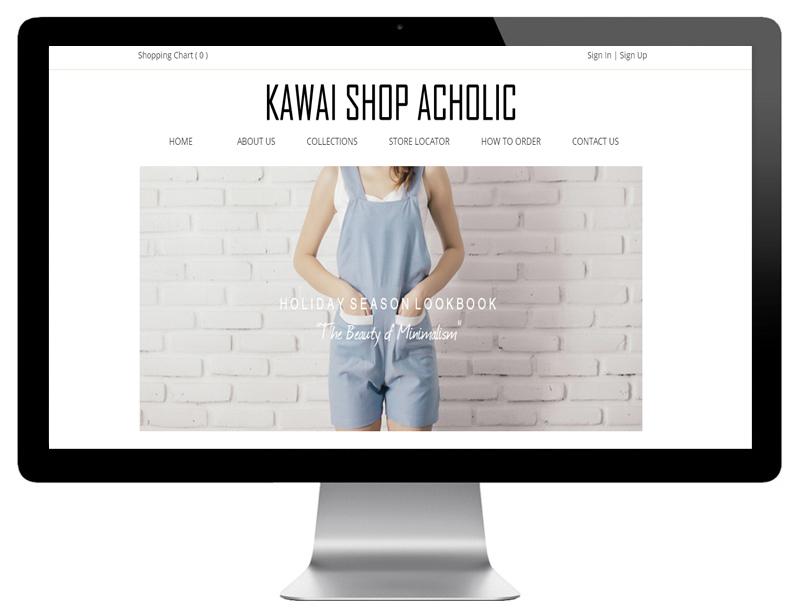 Shopping Chart ( 0 )
Sign In | Sign Up
KAWAI SHOP ACHOLIC
HOME ABOUT US COLLECTIONS STORE LOCATOR HOW TO ORDER CONTACT US
HOLIDAY SEASON LOOKBOOK
"The Beauty of Minimalism"